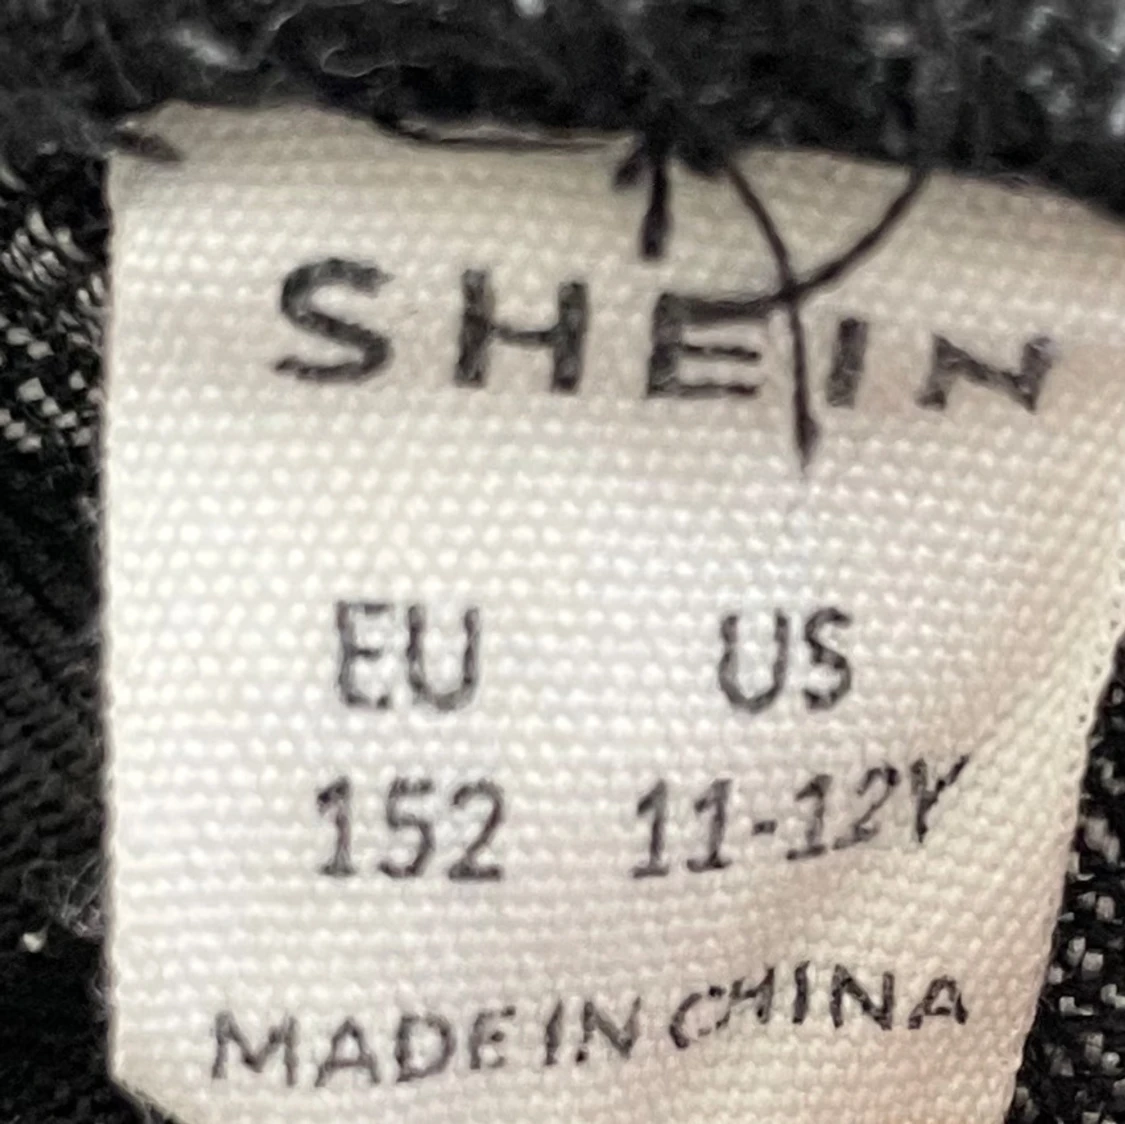 SHEIN
EU US
152 11-12Y
MADE IN CHINA